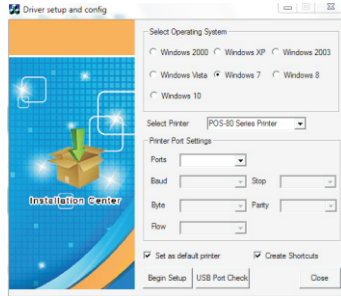 Driver setup and config
Select Operating System
Windows 2000 Windows XP Windows 2003
Windows Vista Windows 7 Windows 8
Windows 10
Select Printer POS-80 Series Printer
Printer Port Settings
Ports
Baud Stop
Byte Parity
Flow
Installation Center
Set as default printer Create Shortcuts
Begin Setup USB Port Check Close